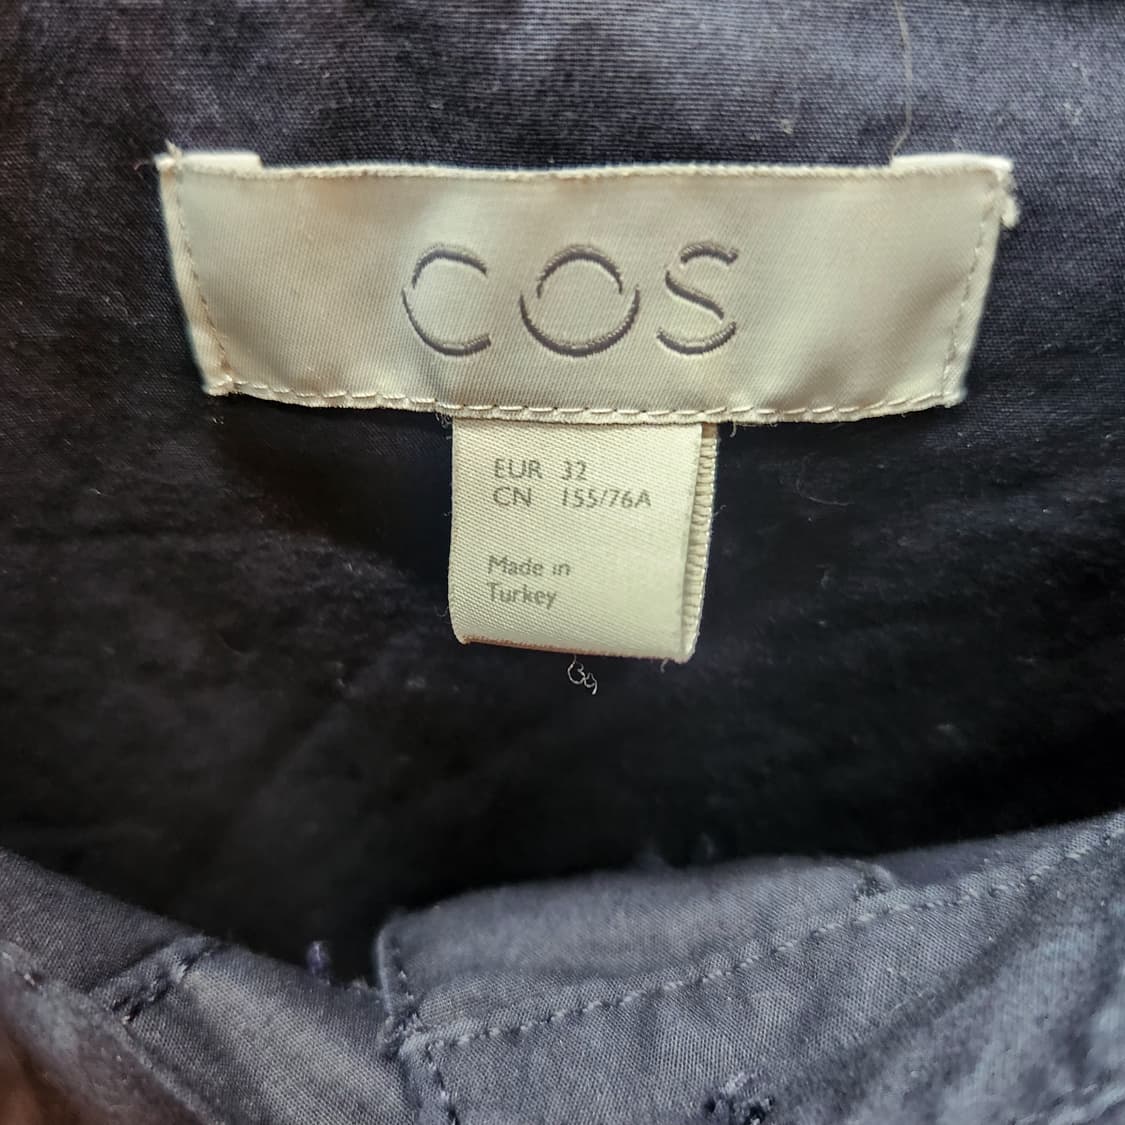 COS
EUR 32
CN 155/76A
Made in
Turkey